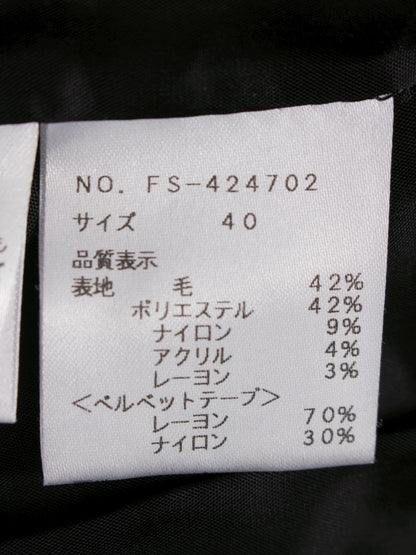 NO. FS-424702
サイズ 40
品質表示
表地 毛 42%
ポリエステル 42%
ナイロン 9%
アクリル 4%
レーヨン 3%
<ベルベットテープ>
レーヨン 70%
ナイロン 30%